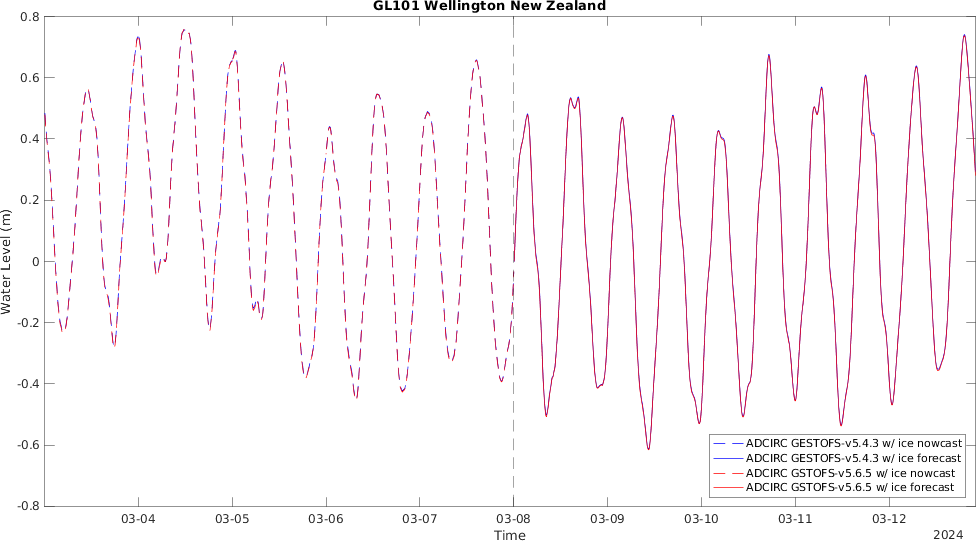 GL101 Wellington New Zealand
0.8
0.6
0.4
0.2
0
-0.2
-0.4
-0.6
-0.8
Water Level (m)
03-04
03-05
03-06
03-07
03-08
03-09
03-10
03-11
03-12
Time
2024
ADCIRC GESTOFS-v5.4.3 w/ ice nowcast
ADCIRC GESTOFS-v5.4.3 w/ ice forecast
ADCIRC GSTOFS-v5.6.5 w/ ice nowcast
ADCIRC GSTOFS-v5.6.5 w/ ice forecast